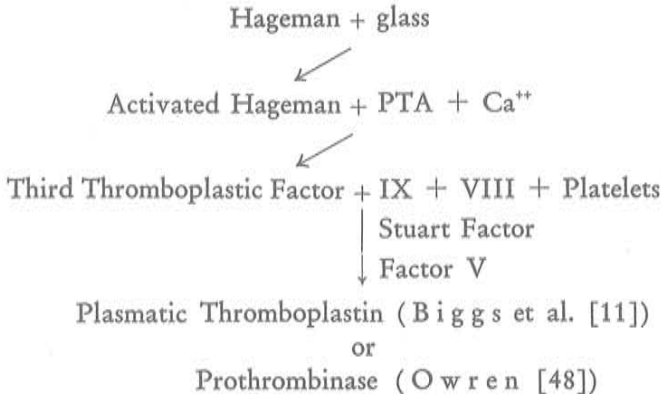 Hageman + glass
Activated Hageman + PTA + Ca⁺⁺
Third Thromboplastic Factor + IX + VIII + Platelets
Stuart Factor
Factor V
Plasmatic Thromboplastin (Biggs et al. [11])
or
Prothrombinase (Owren [48])